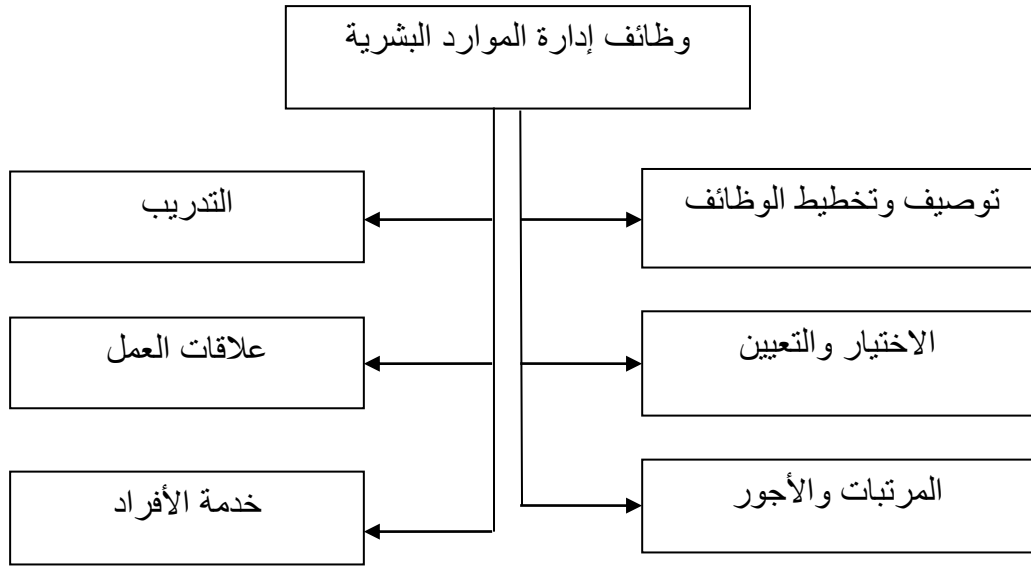 وظائف إدارة الموارد البشرية
توصيف وتخطيط الوظائف
التدريب
الاختيار والتعيين
علاقات العمل
المرتبات والأجور
خدمة الأفراد